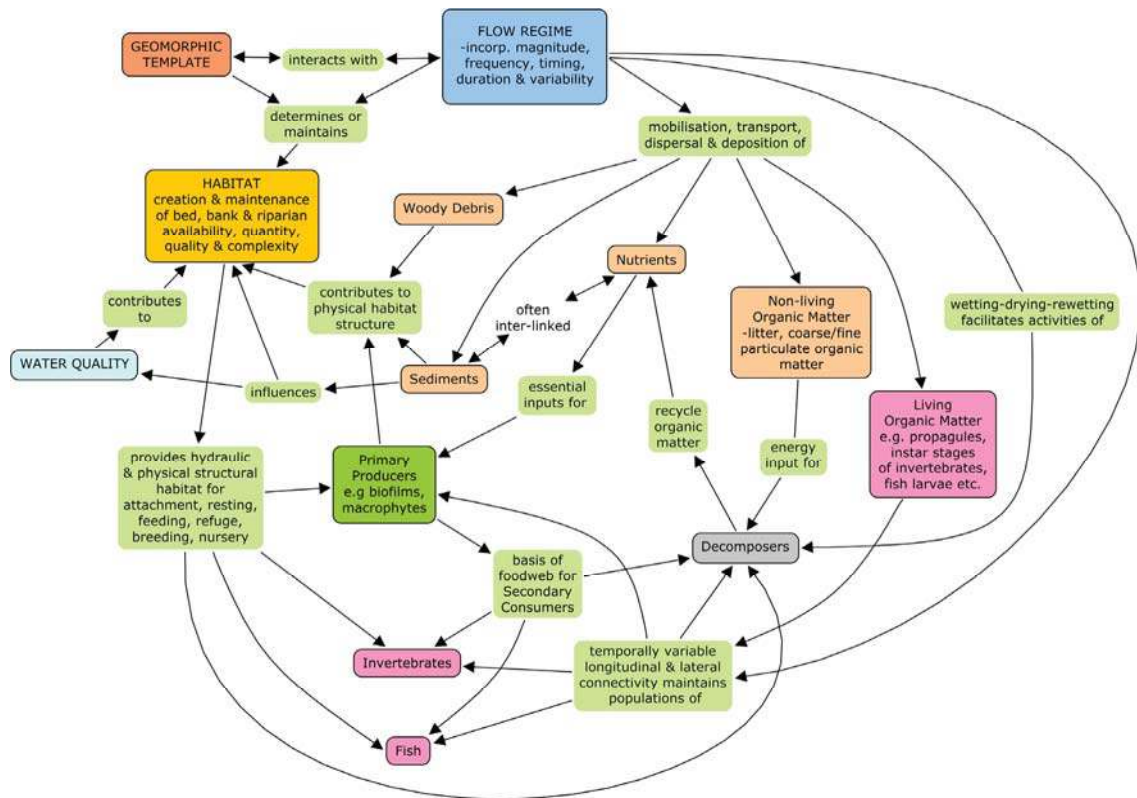 GEOMORPHIC
TEMPLATE
interacts with
FLOW REGIME
-incorp. magnitude,
frequency, timing,
duration & variability
determines or
maintains
mobilisation, transport,
dispersal & deposition of
HABITAT
creation & maintenance
of bed, bank & riparian
availability, quantity,
quality & complexity
Woody Debris
Nutrients
contributes
to
contributes to
physical habitat
structure
often
inter-linked
Non-living
Organic Matter
-litter, coarse/fine
particulate organic
matter
wetting-drying-rewetting
facilitates activities of
WATER QUALITY
influences
Sediments
essential
inputs for
recycle
organic
matter
energy
input for
Living
Organic Matter
e.g. propagules,
instar stages
of invertebrates,
fish larvae etc.
provides hydraulic
& physical structural
habitat for
attachment, resting,
feeding, refuge,
breeding, nursery
Primary
Producers
e.g biofilms,
macrophytes
Decomposers
basis of
foodweb for
Secondary
Consumers
Invertebrates
temporally variable
longitudinal & lateral
connectivity maintains
populations of
Fish